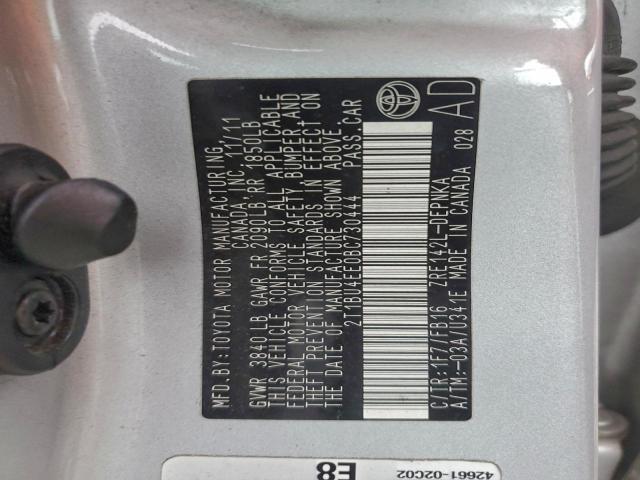 MFD.BY:TOYOTA MOTOR MANUFACTURING,
CANADA, INC. 11/11
GVWR 3840LB GAWR FR 2090LB RR 1850LB
THIS VEHICLE CONFORMS TO ALL APPLICABLE
FEDERAL MOTOR VEHICLE SAFETY, BUMPER AND
THEFT PREVENTION STANDARDS IN EFFECT ON
THE DATE OF MANUFACTURE SHOWN ABOVE.
2T1BU4EE0BC730444 PASS.CAR
C/TR:1F7/FB16 ZRE142L-DEPNKA
A/TM:-03A/U341E MADE IN CANADA 028
AD
42661-02C02
E8